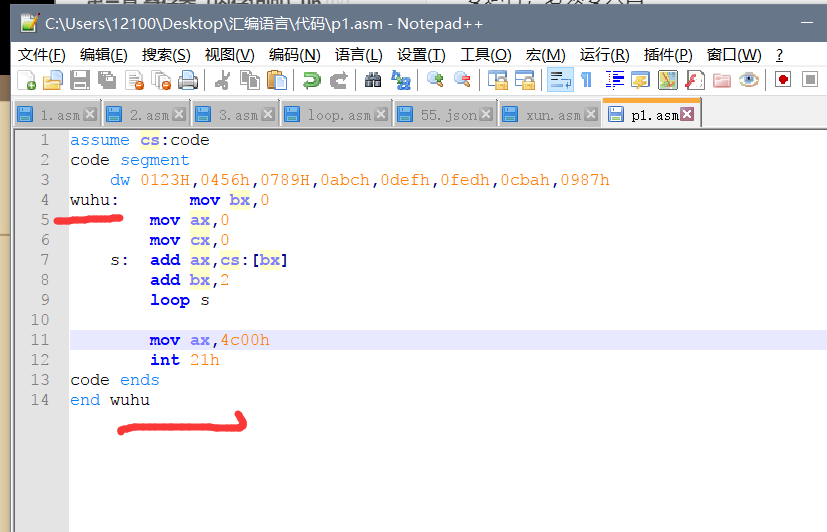 C:\Users\12100\Desktop\汇编语言\代码\p1.asm - Notepad++
文件(F) 编辑(E) 搜索(S) 视图(V) 编码(N) 语言(L) 设置(T) 工具(O) 宏(M) 运行(R) 插件(P) 窗口(W) ?
1.asm 2.asm 3.asm loop.asm 55.json xun.asm p1.asm
1 assume cs:code
2 code segment
3 dw 0123H,0456h,0789H,0abch,0defh,0fedh,0cbah,0987h
4 wuhu: mov bx,0
5 mov ax,0
6 mov cx,0
7 s: add ax,cs:[bx]
8 add bx,2
9 loop s
10
11 mov ax,4c00h
12 int 21h
13 code ends
14 end wuhu